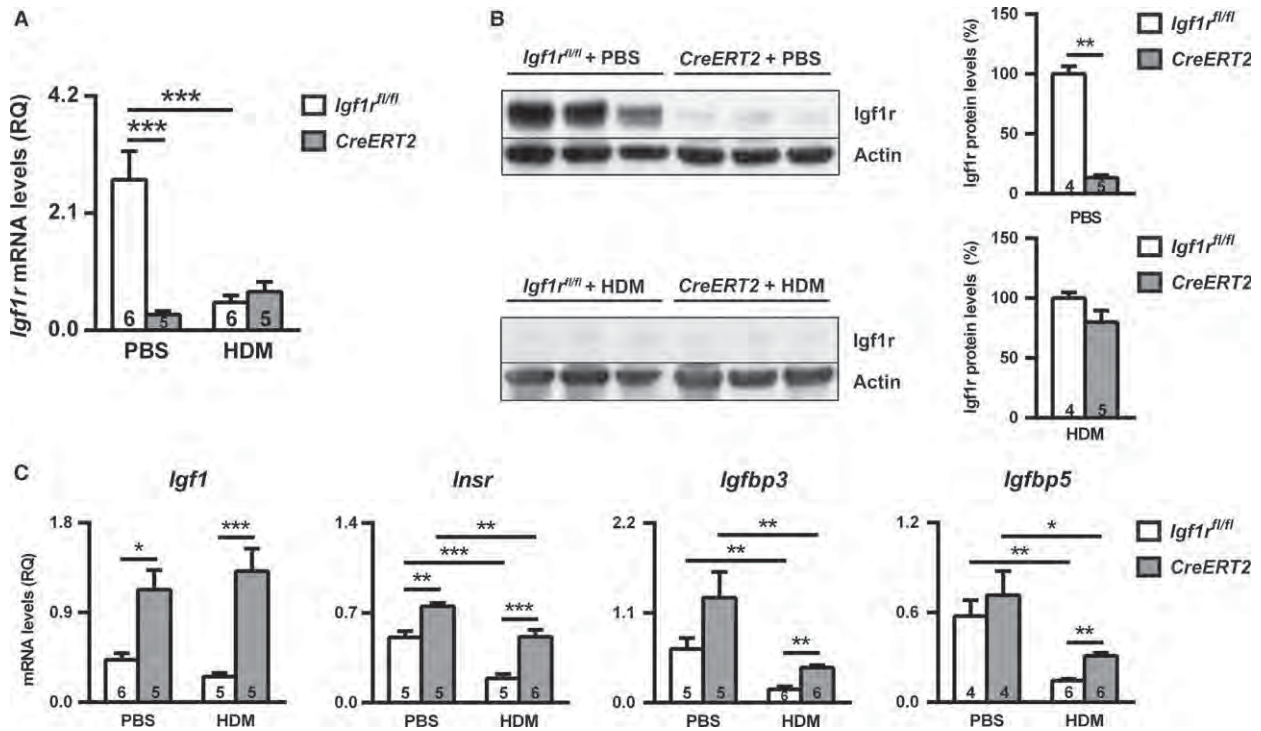 A
Igf1r mRNA levels (RQ)
4.2
2.1
0.0
***
***
6
5
6
5
PBS
HDM
Igf1r^fl/fl
CreERT2
B
Igf1r^fl/fl + PBS
CreERT2 + PBS
Igf1r
Actin
Igf1r^fl/fl + HDM
CreERT2 + HDM
Igf1r
Actin
Igf1r protein levels (%)
150
100
50
0
**
4
5
PBS
Igf1r^fl/fl
CreERT2
Igf1r protein levels (%)
150
100
50
0
4
5
HDM
Igf1r^fl/fl
CreERT2
C
mRNA levels (RQ)
Igf1
1.8
0.9
0.0
*
***
6
5
5
5
PBS
HDM
Insr
1.4
0.7
0.0
**
***
**
***
5
5
5
6
PBS
HDM
Igfbp3
2.2
1.1
0.0
**
**
**
5
5
6
6
PBS
HDM
Igfbp5
1.2
0.6
0.0
*
**
**
4
4
6
6
PBS
HDM
Igf1r^fl/fl
CreERT2